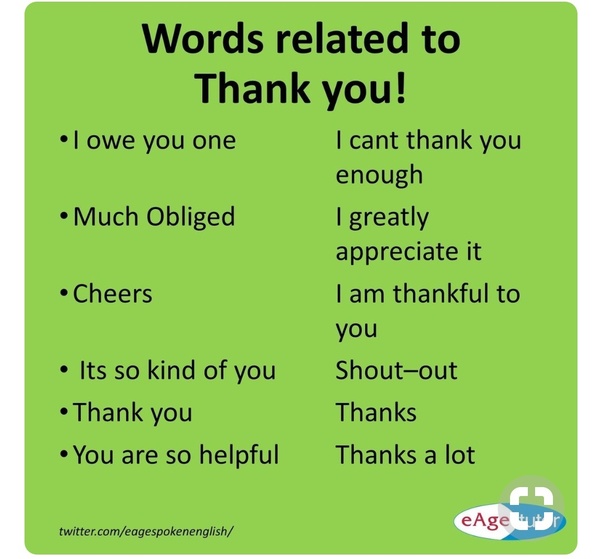 Words related to
Thank you!
• I owe you one
I cant thank you
enough
• Much Obliged
I greatly
appreciate it
• Cheers
I am thankful to
you
• Its so kind of you
Shout–out
• Thank you
Thanks
• You are so helpful
Thanks a lot
twitter.com/eagespokenenglish/
eAge